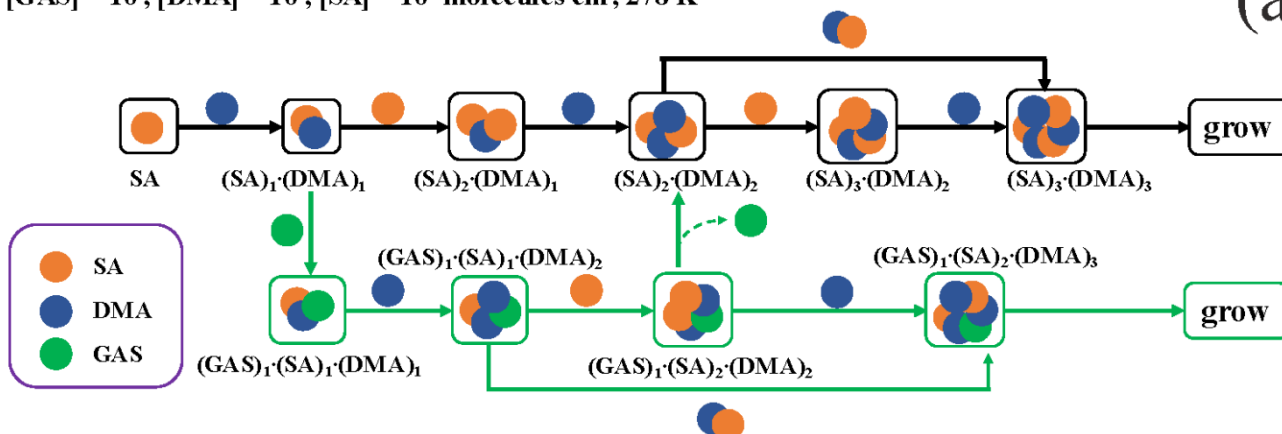 (a
grow
SA
(SA)₁·(DMA)₁
(SA)₂·(DMA)₁
(SA)₂·(DMA)₂
(SA)₃·(DMA)₂
(SA)₃·(DMA)₃
SA
DMA
GAS
(GAS)₁·(SA)₁·(DMA)₂
(GAS)₁·(SA)₂·(DMA)₃
grow
(GAS)₁·(SA)₁·(DMA)₁
(GAS)₁·(SA)₂·(DMA)₂